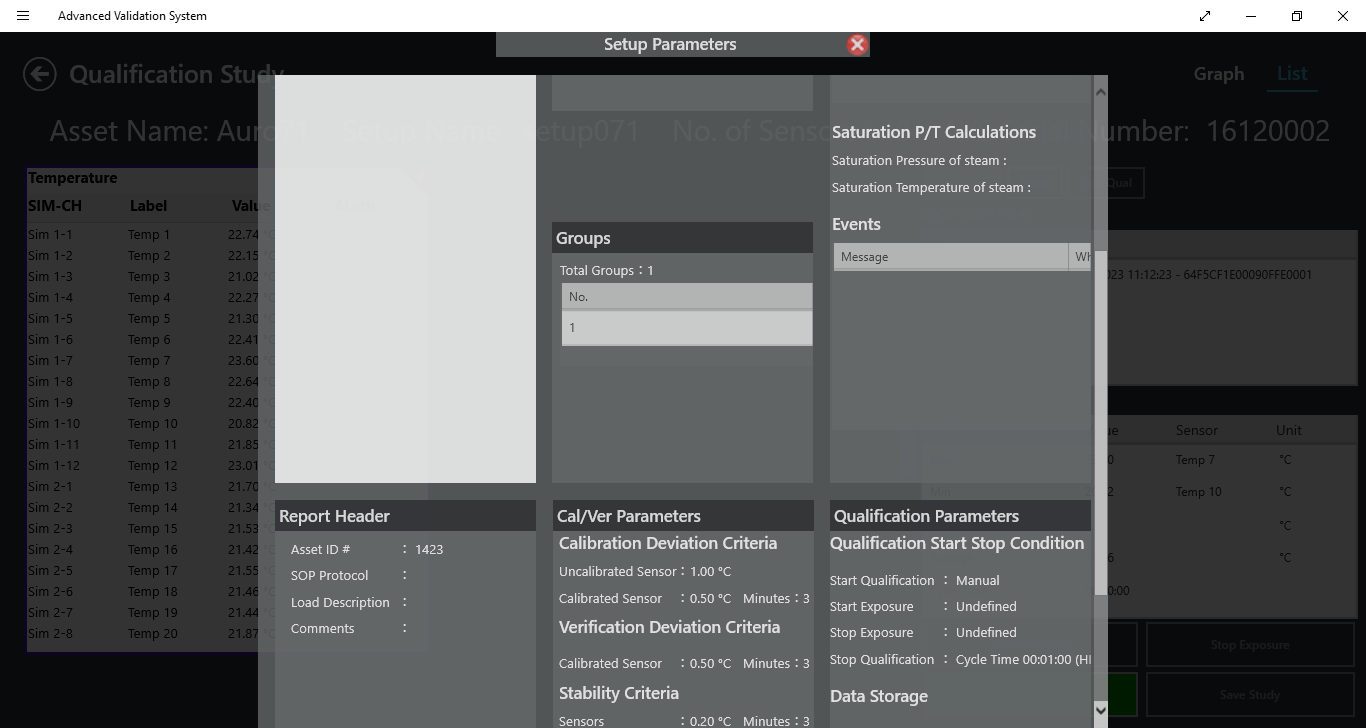 Advanced Validation System
Setup Parameters
Qualification Study
Graph List
Asset Name: Auro71 Setup Name: setup071 No. of Senso Number: 16120002
Temperature
SIM-CH Label Value
Sim 1-1 Temp 1 22.74 °C
Sim 1-2 Temp 2 22.15 °C
Sim 1-3 Temp 3 21.02 °C
Sim 1-4 Temp 4 22.27 °C
Sim 1-5 Temp 5 21.30 °C
Sim 1-6 Temp 6 22.41 °C
Sim 1-7 Temp 7 23.60 °C
Sim 1-8 Temp 8 22.64 °C
Sim 1-9 Temp 9 22.40 °C
Sim 1-10 Temp 10 20.82 °C
Sim 1-11 Temp 11 21.85 °C
Sim 1-12 Temp 12 23.01 °C
Sim 2-1 Temp 13 21.70 °C
Sim 2-2 Temp 14 21.34 °C
Sim 2-3 Temp 15 21.53 °C
Sim 2-4 Temp 16 21.42 °C
Sim 2-5 Temp 17 21.55 °C
Sim 2-6 Temp 18 21.46 °C
Sim 2-7 Temp 19 21.44 °C
Sim 2-8 Temp 20 21.87 °C
Groups
Total Groups : 1
No.
1
Saturation P/T Calculations
Saturation Pressure of steam :
Saturation Temperature of steam :
Events
Message Wh
Qual
023 11:12:23 - 64F5CF1E00090FFE0001
ue Sensor Unit
0 Temp 7 °C
Min 2 Temp 10 °C
°C
6 °C
0:00
Report Header
Asset ID # : 1423
SOP Protocol :
Load Description :
Comments :
Cal/Ver Parameters
Calibration Deviation Criteria
Uncalibrated Sensor : 1.00 °C
Calibrated Sensor : 0.50 °C Minutes : 3
Verification Deviation Criteria
Calibrated Sensor : 0.50 °C Minutes : 3
Stability Criteria
Sensors : 0.20 °C Minutes : 3
Qualification Parameters
Qualification Start Stop Condition
Start Qualification : Manual
Start Exposure : Undefined
Stop Exposure : Undefined
Stop Qualification : Cycle Time 00:01:00 (H
Data Storage
Stop Exposure
Save Study